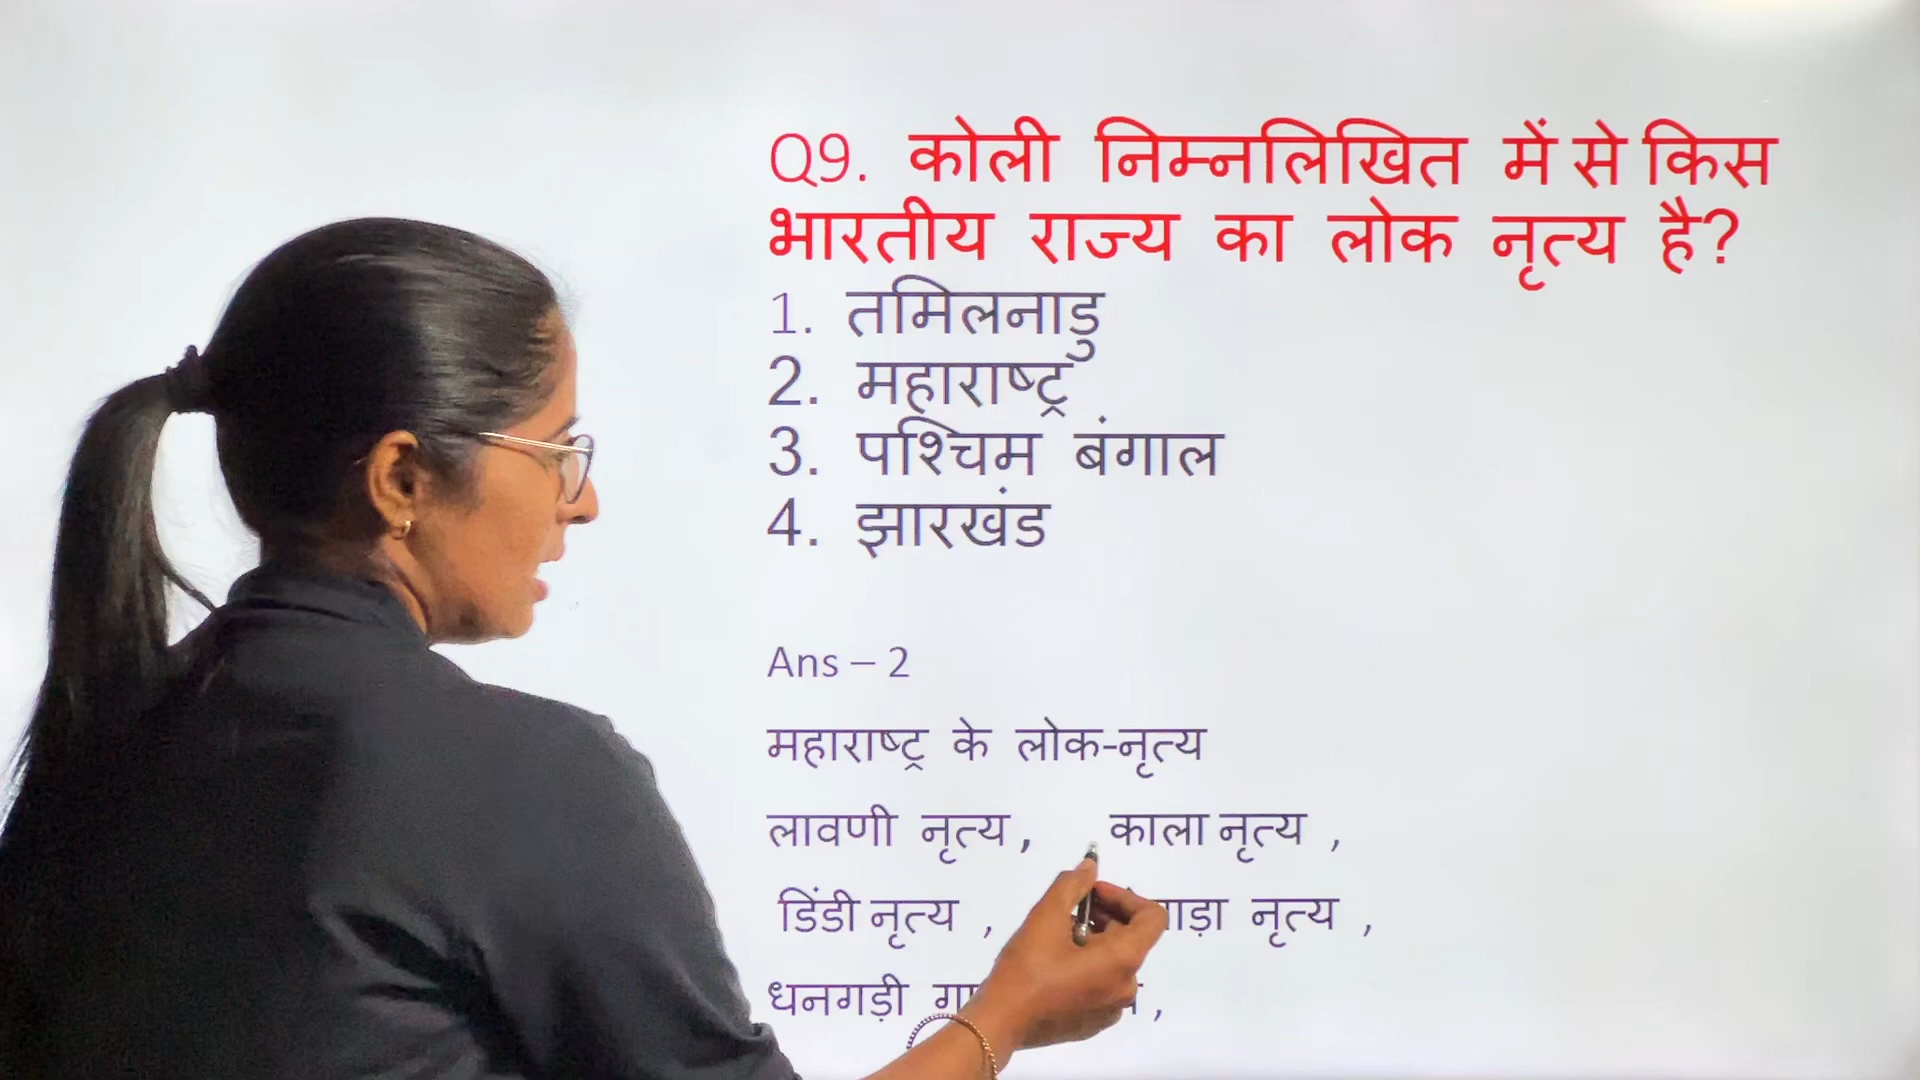 Q9. कोली निम्नलिखित में से किस
भारतीय राज्य का लोक नृत्य है?
1. तमिलनाडु
2. महाराष्ट्र
3. पश्चिम बंगाल
4. झारखंड
Ans – 2
महाराष्ट्र के लोक-नृत्य
लावणी नृत्य, काला नृत्य ,
डिंडी नृत्य , नृत्य ,
धनगड़ी